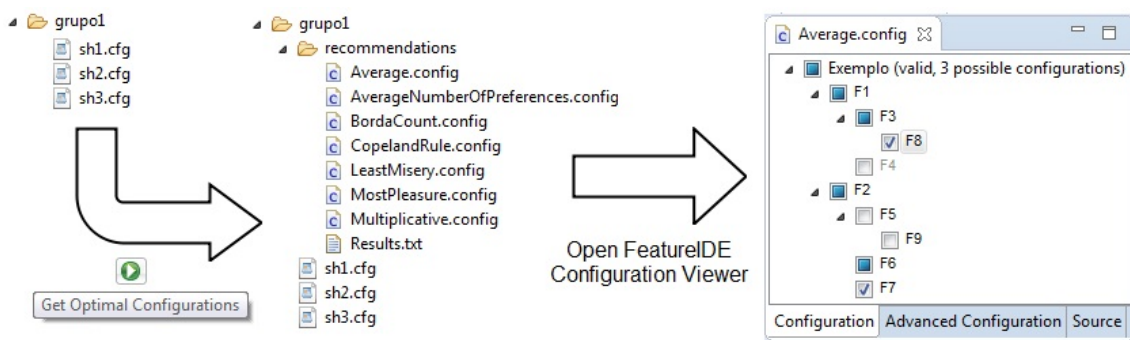 grupo1
sh1.cfg
sh2.cfg
sh3.cfg
Get Optimal Configurations
grupo1
recommendations
Average.config
AverageNumberOfPreferences.config
BordaCount.config
CopelandRule.config
LeastMisery.config
MostPleasure.config
Multiplicative.config
Results.txt
sh1.cfg
sh2.cfg
sh3.cfg
Open FeatureIDE
Configuration Viewer
Average.config
Exemplo (valid, 3 possible configurations)
F1
F3
F8
F4
F2
F5
F9
F6
F7
Configuration Advanced Configuration Source